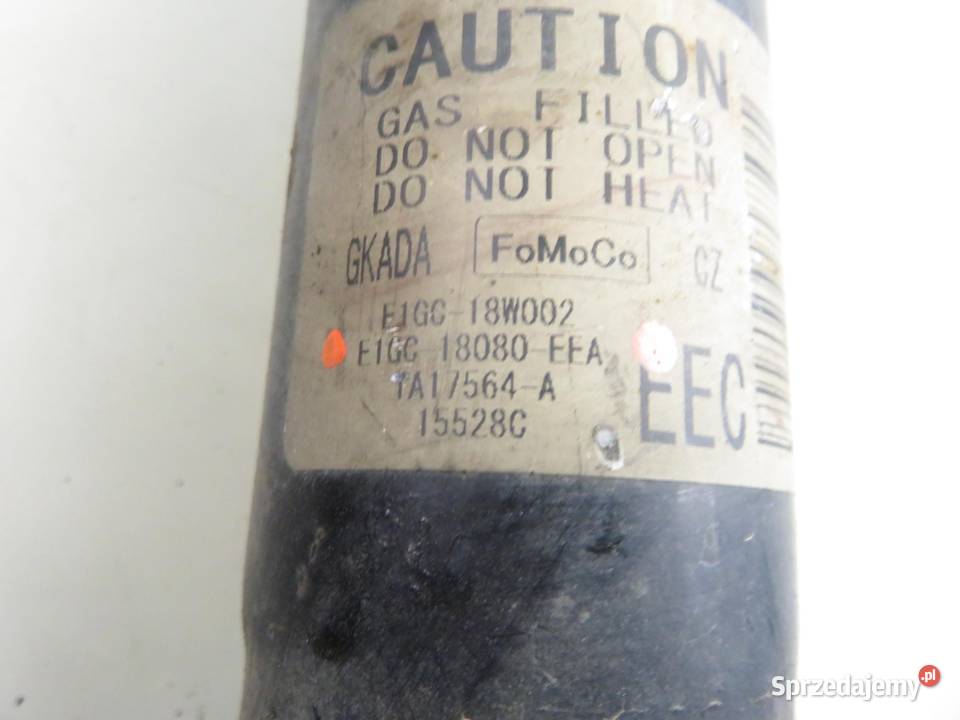 CAUTION
GAS FILLED
DO NOT OPEN
DO NOT HEAT
GKADA FoMoCo CZ
E1GC-18W002
E1GC-18080-EEA
TA17564-A
15528C
EEC
Sprzedajemy.pl